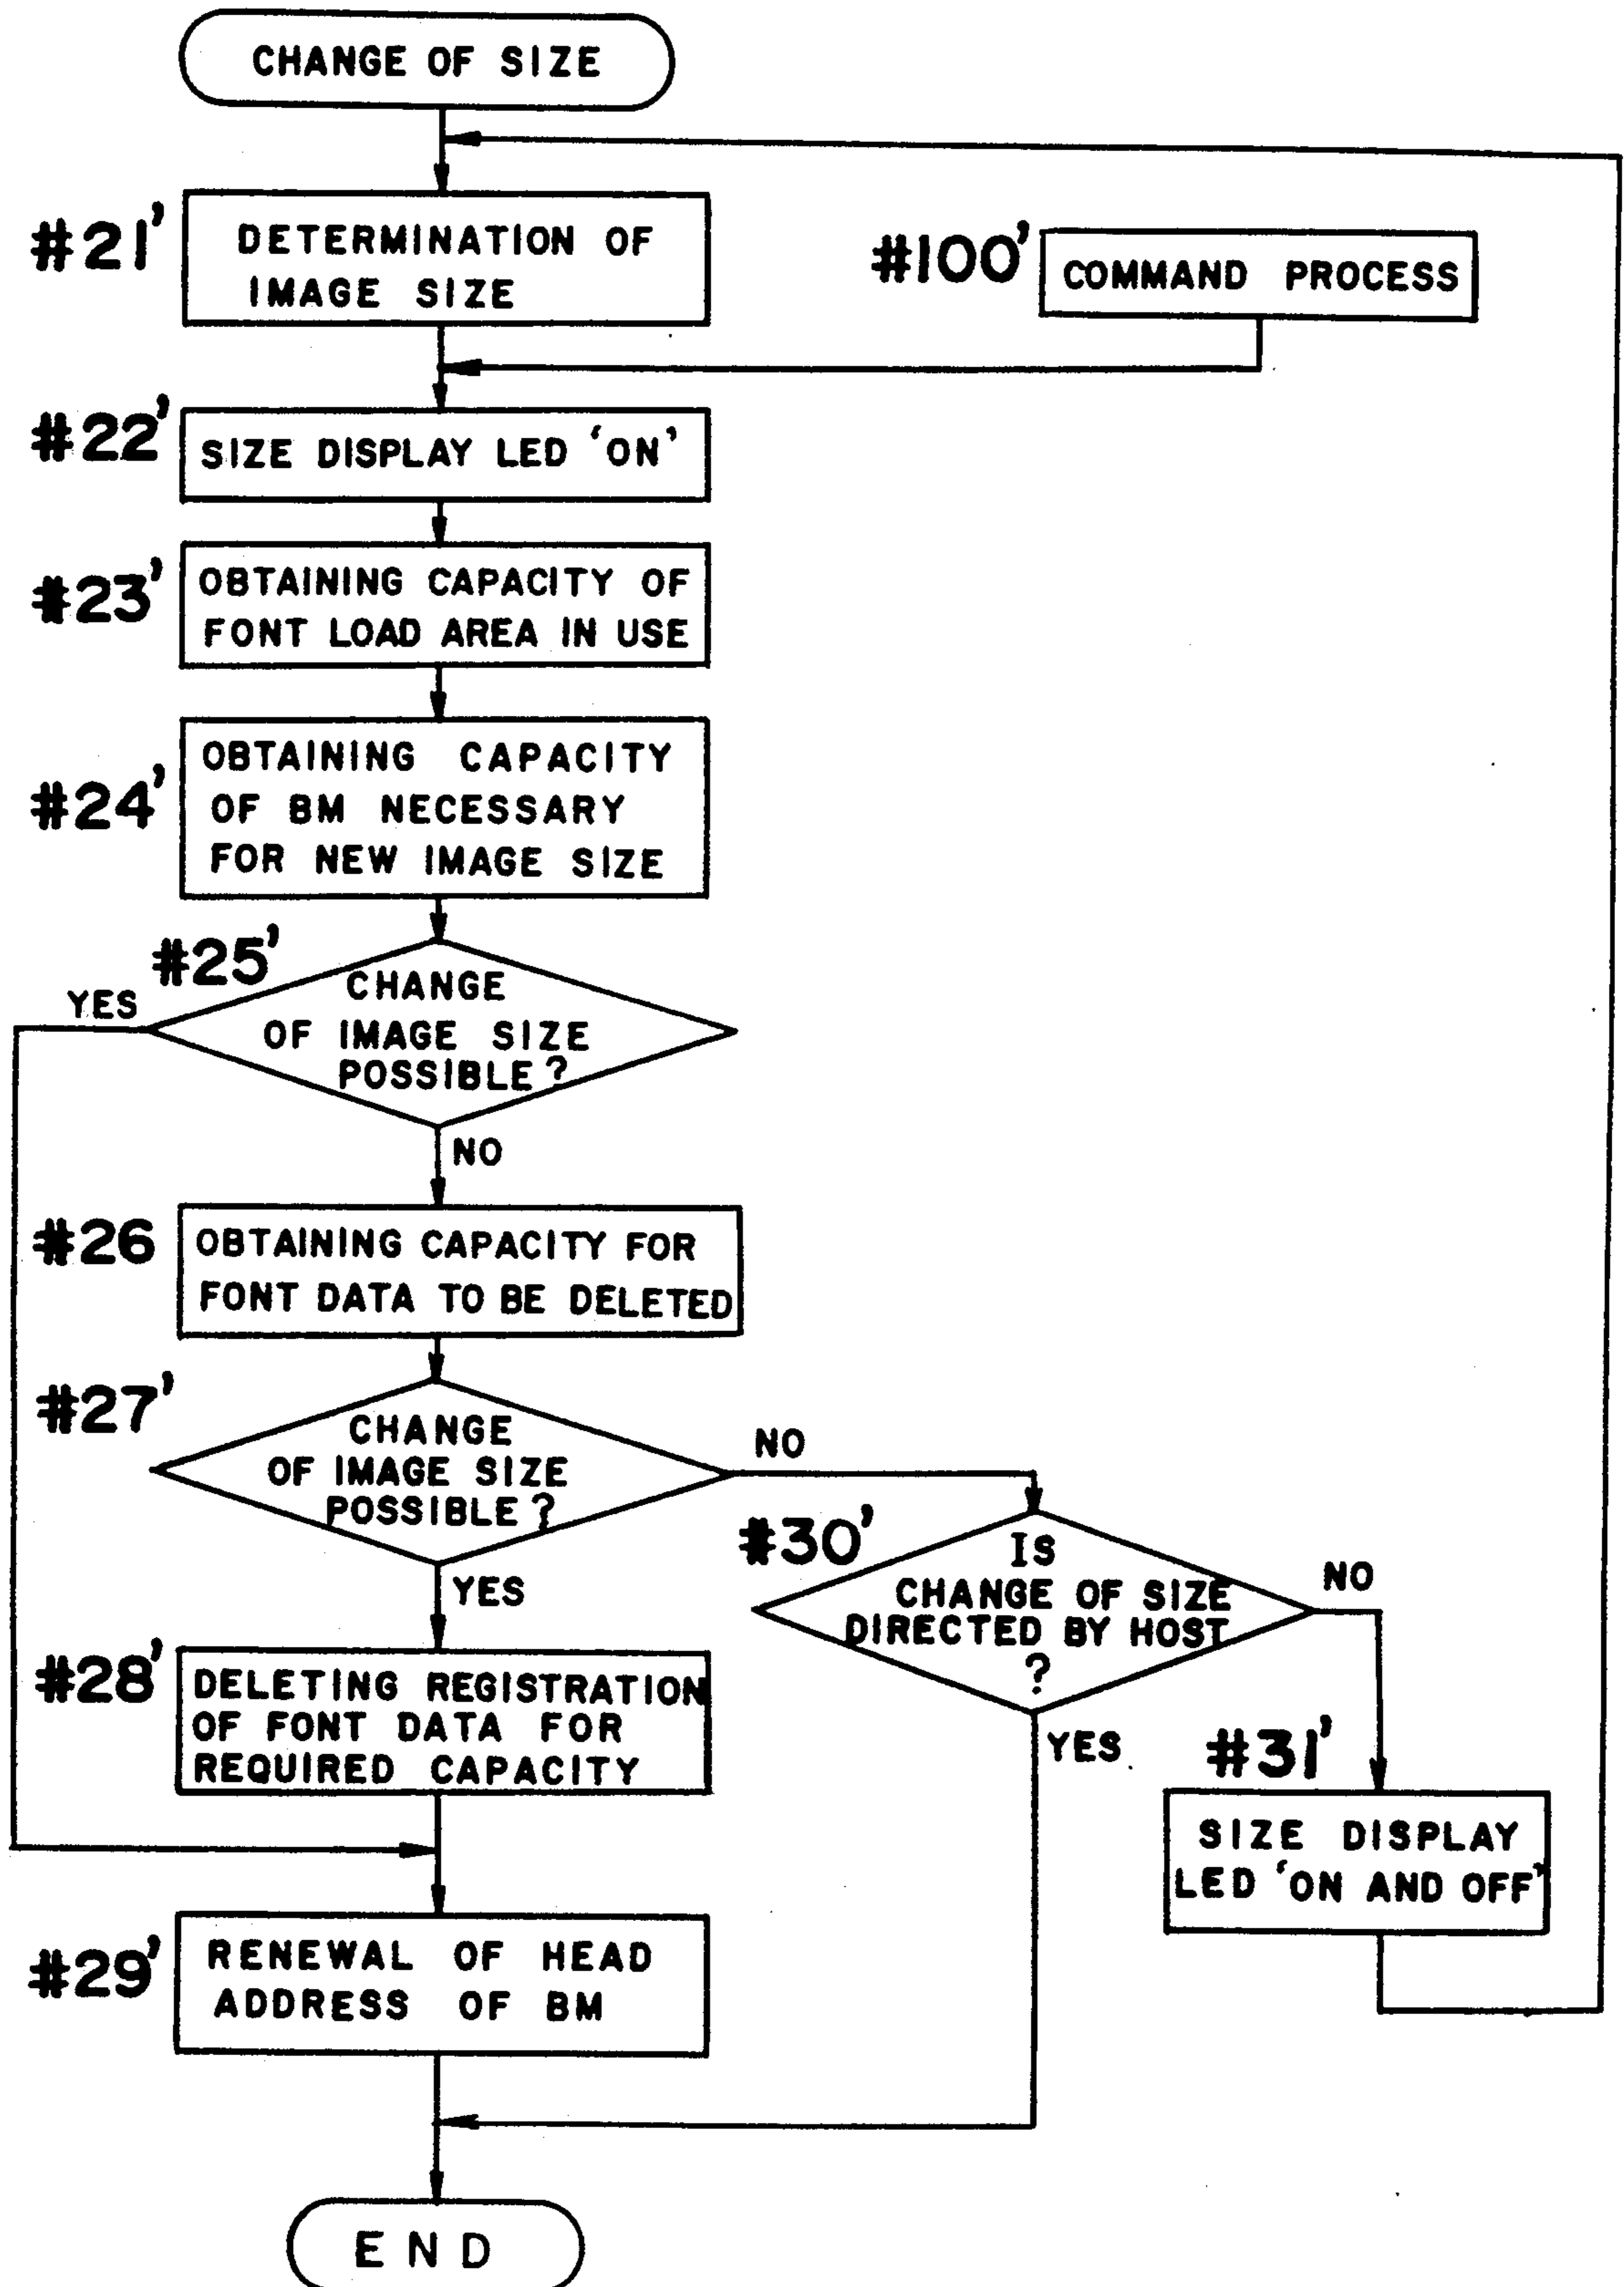 CHANGE OF SIZE
#21'
DETERMINATION OF
IMAGE SIZE
#100'
COMMAND PROCESS
#22'
SIZE DISPLAY LED 'ON'
#23'
OBTAINING CAPACITY OF
FONT LOAD AREA IN USE
#24'
OBTAINING CAPACITY
OF BM NECESSARY
FOR NEW IMAGE SIZE
#25'
YES
CHANGE
OF IMAGE SIZE
POSSIBLE?
NO
#26
OBTAINING CAPACITY FOR
FONT DATA TO BE DELETED
#27'
CHANGE
OF IMAGE SIZE
POSSIBLE?
NO
YES
#30'
IS
CHANGE OF SIZE
DIRECTED BY HOST
?
NO
YES
#28'
DELETING REGISTRATION
OF FONT DATA FOR
REQUIRED CAPACITY
#31'
SIZE DISPLAY
LED 'ON AND OFF'
#29'
RENEWAL OF HEAD
ADDRESS OF BM
END